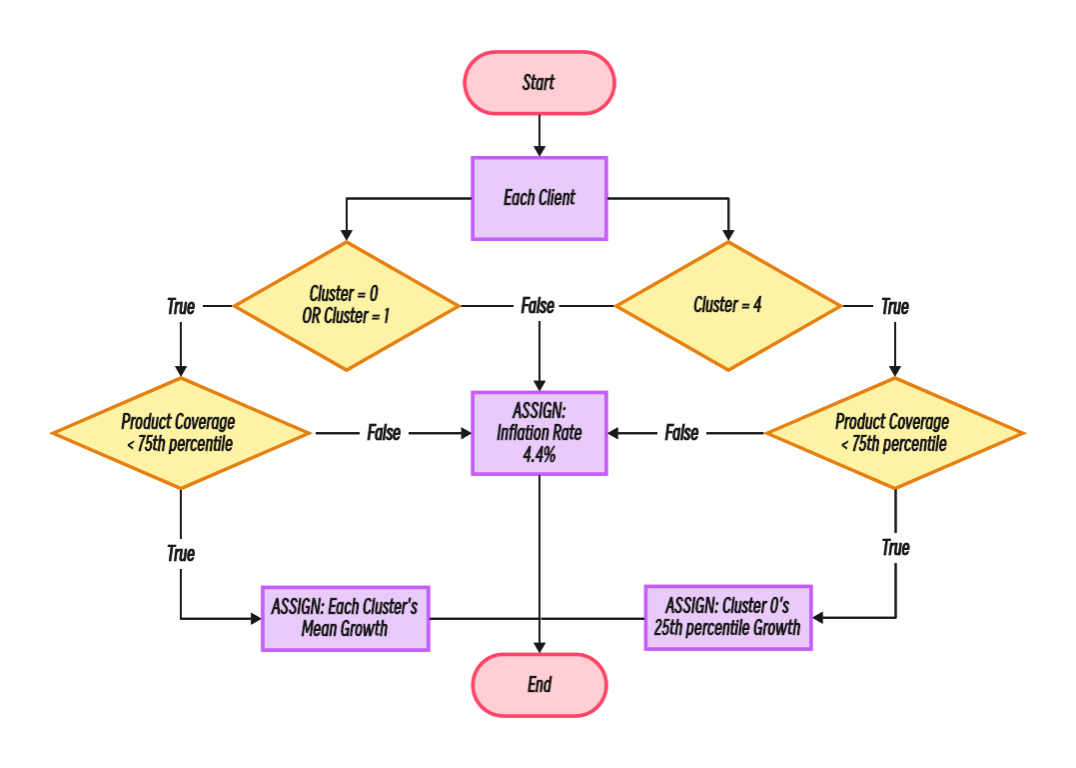 Start
Each Client
Cluster = 0
OR Cluster = 1
Cluster = 4
True
False
True
Product Coverage
< 75th percentile
ASSIGN:
Inflation Rate
4.4%
Product Coverage
< 75th percentile
False
False
True
True
ASSIGN: Each Cluster's
Mean Growth
ASSIGN: Cluster 0's
25th percentile Growth
End